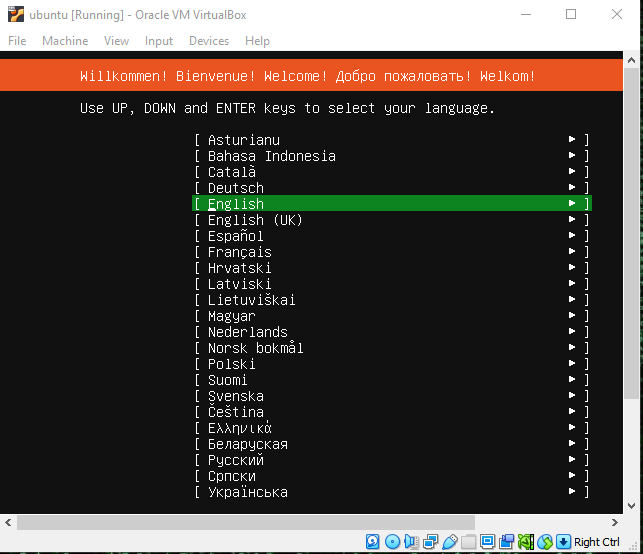 ubuntu [Running] - Oracle VM VirtualBox
File Machine View Input Devices Help
Willkommen! Bienvenue! Welcome! Добро пожаловать! Welkom!
Use UP, DOWN and ENTER keys to select your language.
[ Asturianu ► ]
[ Bahasa Indonesia ► ]
[ Català ► ]
[ Deutsch ► ]
[ English ► ]
[ English (UK) ► ]
[ Español ► ]
[ Français ► ]
[ Hrvatski ► ]
[ Latviski ► ]
[ Lietuviškai ► ]
[ Magyar ► ]
[ Nederlands ► ]
[ Norsk bokmål ► ]
[ Polski ► ]
[ Suomi ► ]
[ Svenska ► ]
[ Čeština ► ]
[ Ελληνικά ► ]
[ Беларуская ► ]
[ Русский ► ]
[ Српски ► ]
[ Українська ► ]
Right Ctrl